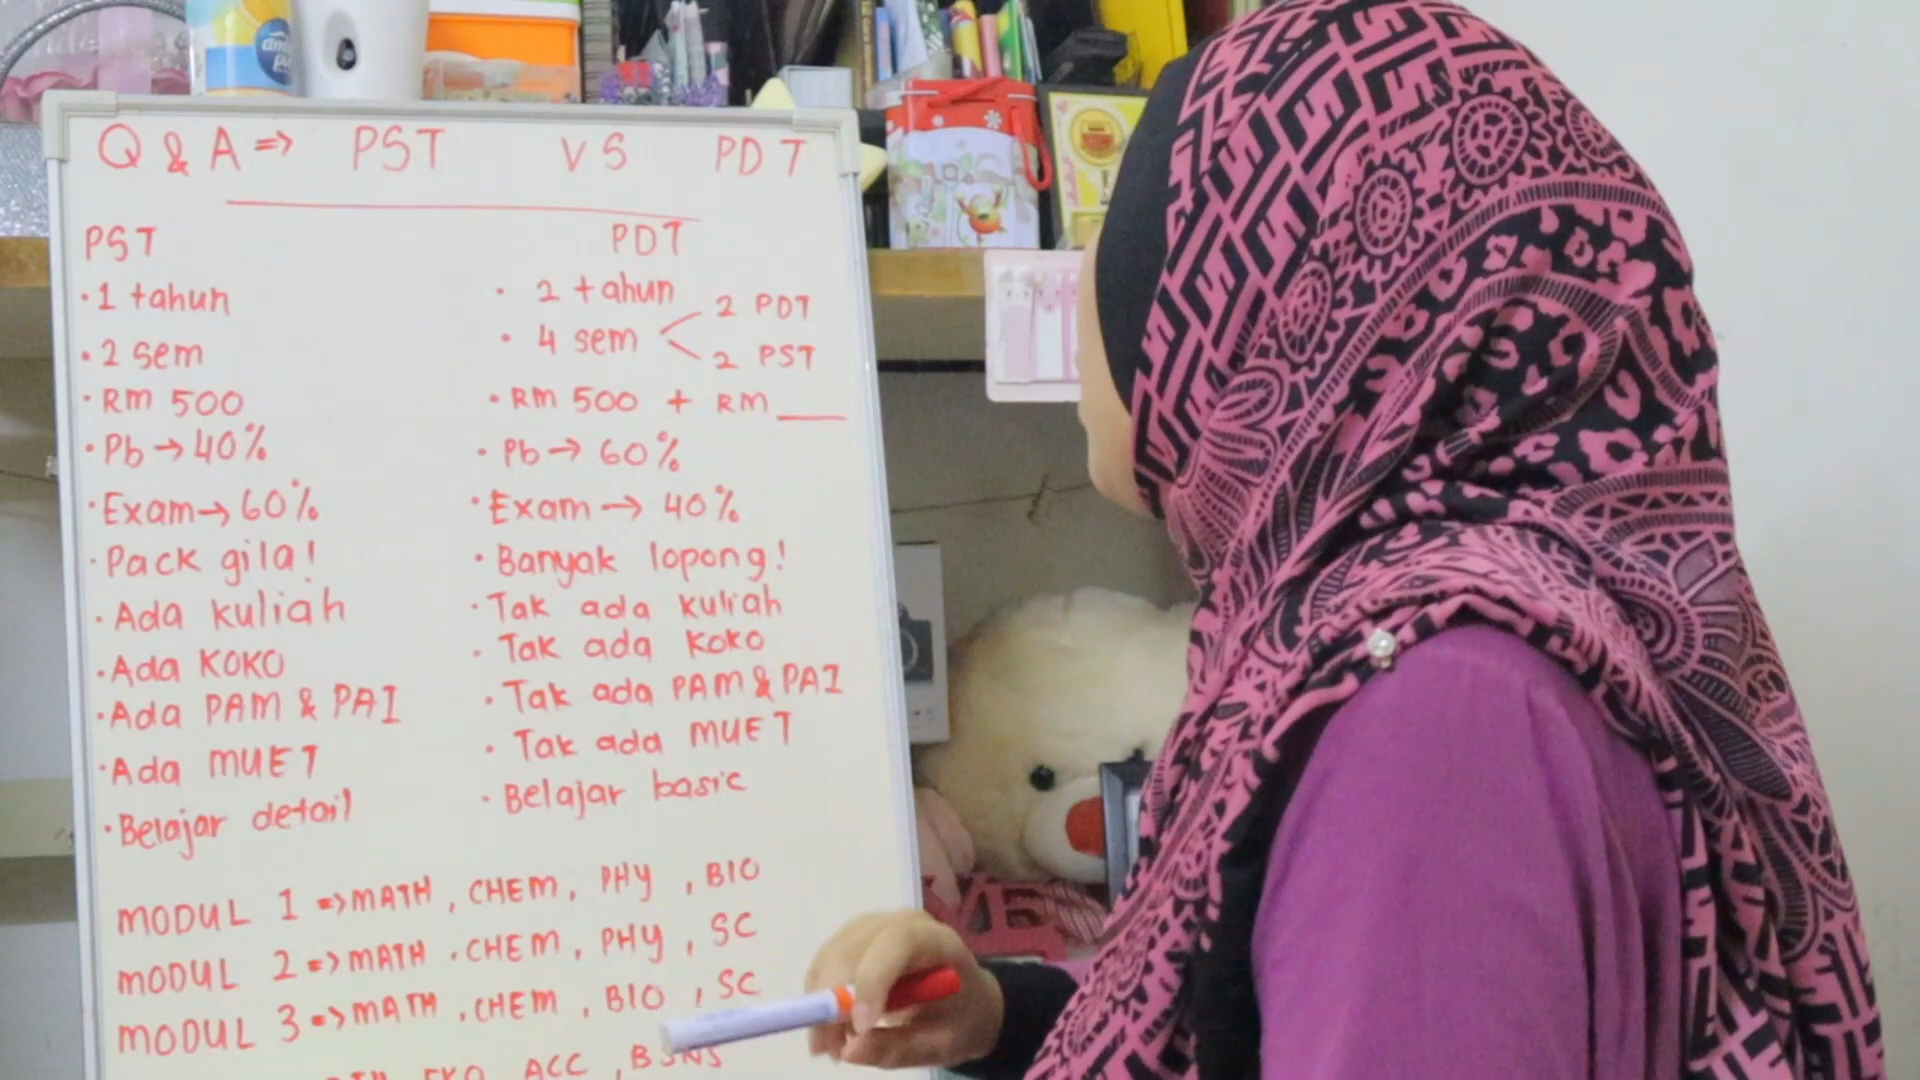 Q & A => PST VS PDT
PST
• 1 tahun
• 2 sem
• RM 500
• Pb → 40%
• Exam → 60%
• Pack gila!
• Ada kuliah
• Ada KOKO
• Ada PAM & PAI
• Ada MUET
• Belajar detail
PDT
• 2 tahun
• 4 sem
2 PDT
2 PST
• RM 500 + RM ___
• Pb → 60%
• Exam → 40%
• Banyak lopong!
• Tak ada kuliah
• Tak ada KOKO
• Tak ada PAM & PAI
• Tak ada MUET
• Belajar basic
MODUL 1 => MATH, CHEM, PHY, BIO
MODUL 2 => MATH. CHEM, PHY, SC
MODUL 3 => MATH, CHEM, BIO, SC
EKO, ACC, BSNS